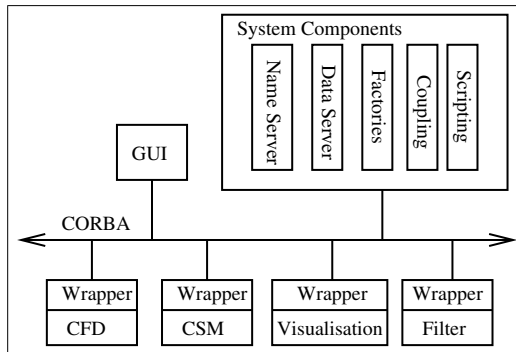 System Components
Name Server
Data Server
Factories
Coupling
Scripting
GUI
CORBA
Wrapper
CFD
Wrapper
CSM
Wrapper
Visualisation
Wrapper
Filter